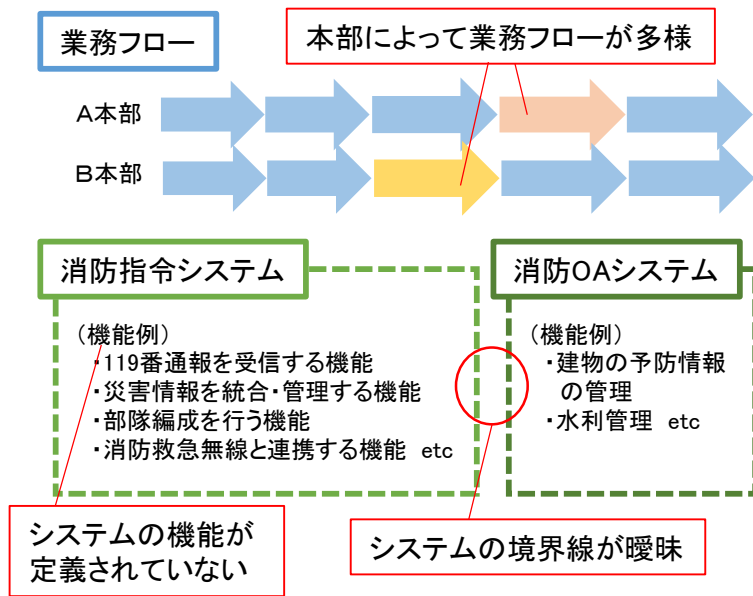 業務フロー
本部によって業務フローが多様
A本部
B本部
消防指令システム
（機能例）
・119番通報を受信する機能
・災害情報を統合・管理する機能
・部隊編成を行う機能
・消防救急無線と連携する機能 etc
消防OAシステム
（機能例）
・建物の予防情報
の管理
・水利管理 etc
システムの機能が
定義されていない
システムの境界線が曖昧